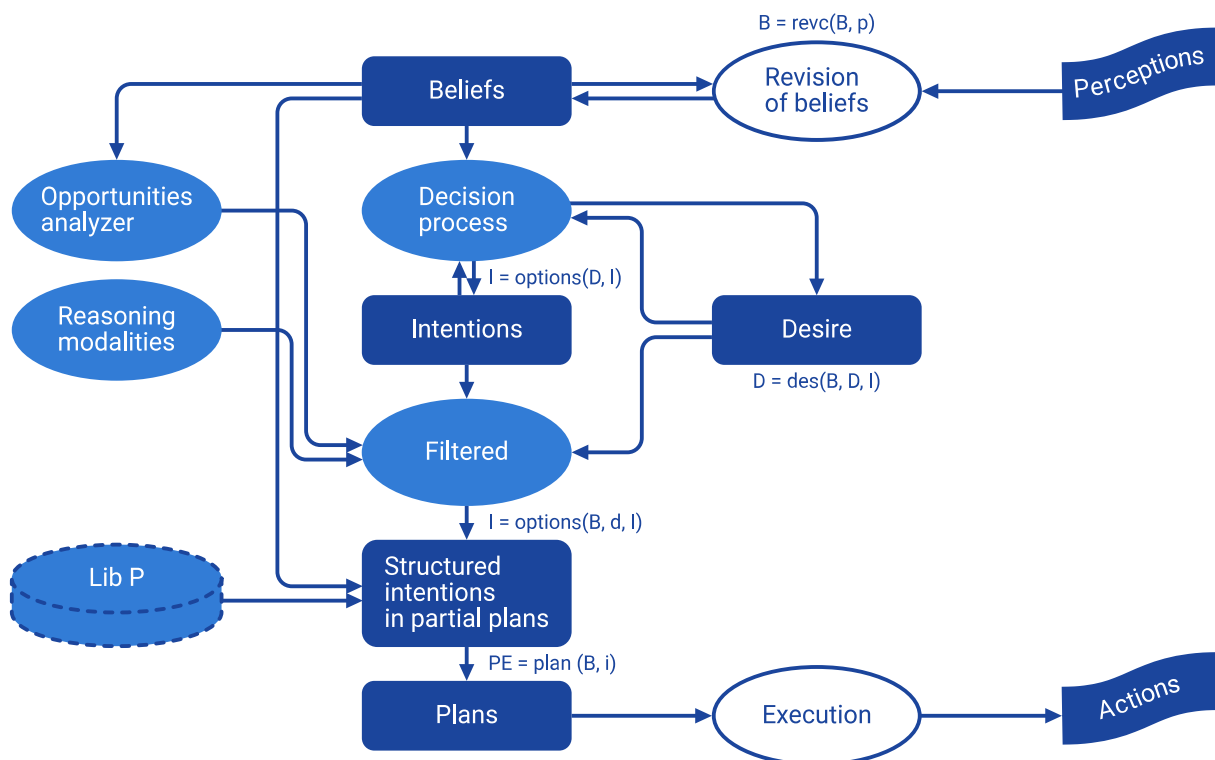 B = revc(B, p)
Beliefs
Revision
of beliefs
Perceptions
Opportunities
analyzer
Decision
process
I = options(D, I)
Reasoning
modalities
Intentions
Desire
D = des(B, D, I)
Filtered
I = options(B, d, I)
Lib P
Structured
intentions
in partial plans
PE = plan (B, i)
Plans
Execution
Actions